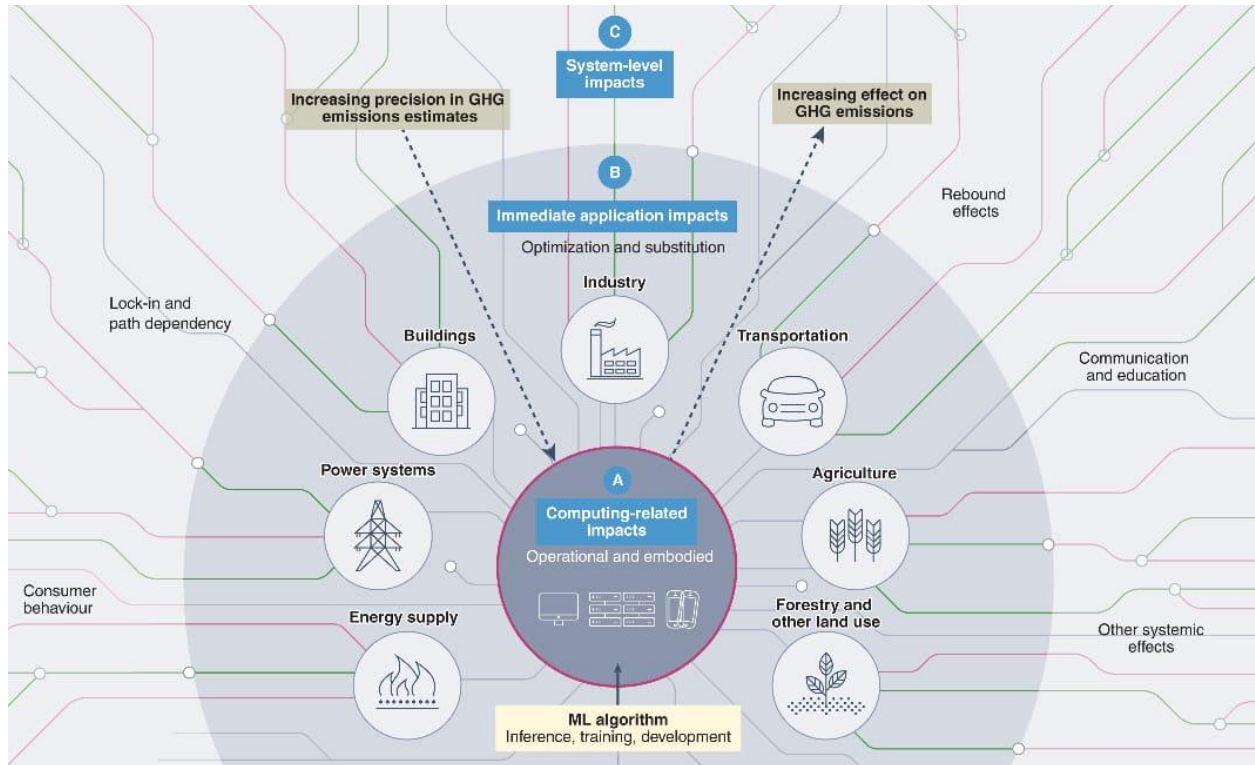 C
System-level
impacts
Increasing precision in GHG
emissions estimates
Increasing effect on
GHG emissions
B
Immediate application impacts
Optimization and substitution
Rebound
effects
Industry
Lock-in and
path dependency
Buildings
Transportation
Communication
and education
Power systems
A
Computing-related
impacts
Operational and embodied
Agriculture
Consumer
behaviour
Energy supply
Forestry and
other land use
Other systemic
effects
ML algorithm
Inference, training, development